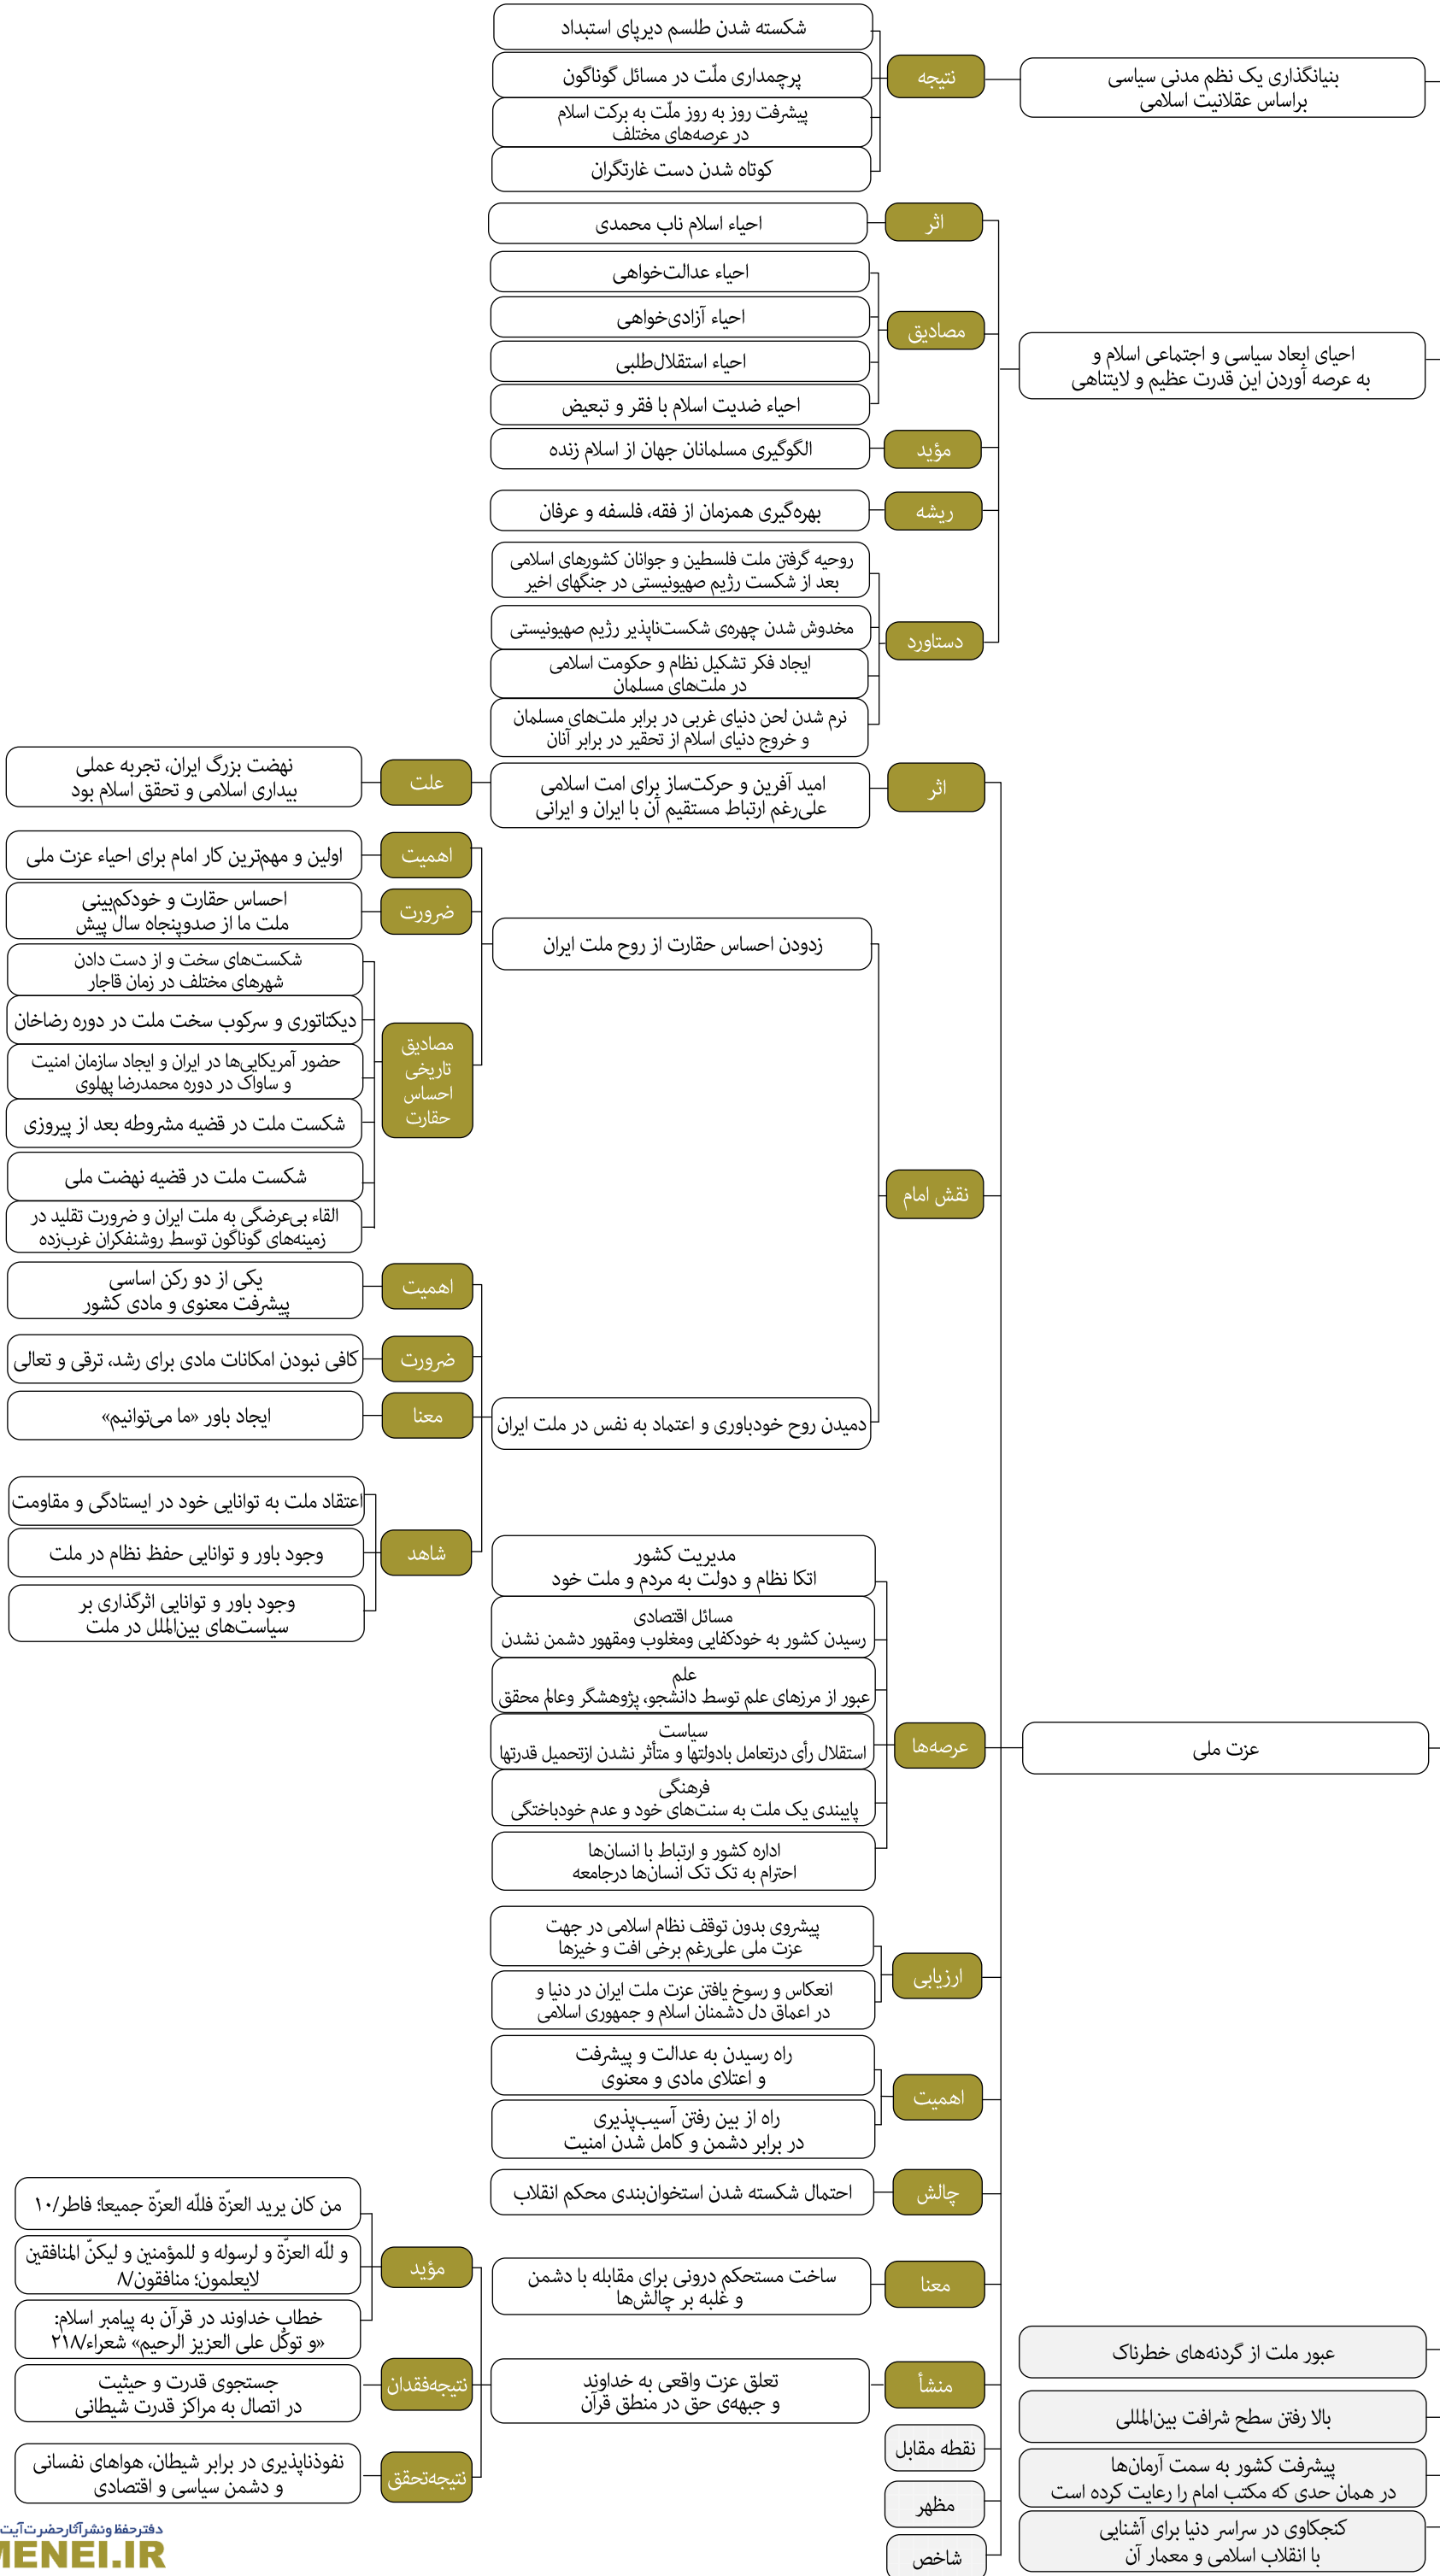 بنیانگذاری یک نظم مدنی سیاسی
براساس عقلانیت اسلامی
نتیجه
شکسته شدن طلسم دیرپای استبداد
پرچمداری ملّت در مسائل گوناگون
پیشرفت روز به روز ملّت به برکت اسلام
در عرصه‌های مختلف
کوتاه شدن دست غارتگران
احیای ابعاد سیاسی و اجتماعی اسلام و
به عرصه آوردن این قدرت عظیم و لایتناهی
اثر
احیاء اسلام ناب محمدی
مصادیق
احیاء عدالت‌خواهی
احیاء آزادی‌خواهی
احیاء استقلال‌طلبی
احیاء ضدیت اسلام با فقر و تبعیض
مؤید
الگوگیری مسلمانان جهان از اسلام زنده
ریشه
بهره‌گیری همزمان از فقه، فلسفه و عرفان
دستاورد
روحیه گرفتن ملت فلسطین و جوانان کشورهای اسلامی
بعد از شکست رژیم صهیونیستی در جنگهای اخیر
مخدوش شدن چهره‌ی شکست‌ناپذیر رژیم صهیونیستی
ایجاد فکر تشکیل نظام و حکومت اسلامی
در ملت‌های مسلمان
نرم شدن لحن دنیای غربی در برابر ملت‌های مسلمان
و خروج دنیای اسلام از تحقیر در برابر آنان
عزت ملی
اثر
امید آفرین و حرکت‌ساز برای امت اسلامی
علی‌رغم ارتباط مستقیم آن با ایران و ایرانی
علت
نهضت بزرگ ایران، تجربه عملی
بیداری اسلامی و تحقق اسلام بود
نقش امام
زدودن احساس حقارت از روح ملت ایران
اهمیت
اولین و مهم‌ترین کار امام برای احیاء عزت ملی
ضرورت
احساس حقارت و خودکم‌بینی
ملت ما از صدوپنجاه سال پیش
مصادیق
تاریخی
احساس
حقارت
شکست‌های سخت و از دست دادن
شهرهای مختلف در زمان قاجار
دیکتاتوری و سرکوب سخت ملت در دوره رضاخان
حضور آمریکایی‌ها در ایران و ایجاد سازمان امنیت
و ساواک در دوره محمدرضا پهلوی
شکست ملت در قضیه مشروطه بعد از پیروزی
شکست ملت در قضیه نهضت ملی
القاء بی‌عرضگی به ملت ایران و ضرورت تقلید در
زمینه‌های گوناگون توسط روشنفکران غرب‌زده
دمیدن روح خودباوری و اعتماد به نفس در ملت ایران
اهمیت
یکی از دو رکن اساسی
پیشرفت معنوی و مادی کشور
ضرورت
کافی نبودن امکانات مادی برای رشد، ترقی و تعالی
معنا
ایجاد باور «ما می‌توانیم»
شاهد
اعتقاد ملت به توانایی خود در ایستادگی و مقاومت
وجود باور و توانایی حفظ نظام در ملت
وجود باور و توانایی اثرگذاری بر
سیاست‌های بین‌الملل در ملت
عرصه‌ها
مدیریت کشور
اتکا نظام و دولت به مردم و ملت خود
مسائل اقتصادی
رسیدن کشور به خودکفایی ومغلوب ومقهور دشمن نشدن
علم
عبور از مرزهای علم توسط دانشجو، پژوهشگر وعالم محقق
سیاست
استقلال رأی درتعامل بادولتها و متأثر نشدن ازتحمیل قدرتها
فرهنگی
پایبندی یک ملت به سنت‌های خود و عدم خودباختگی
اداره کشور و ارتباط با انسان‌ها
احترام به تک تک انسان‌ها درجامعه
ارزیابی
پیشروی بدون توقف نظام اسلامی در جهت
عزت ملی علی‌رغم برخی افت و خیزها
انعکاس و رسوخ یافتن عزت ملت ایران در دنیا و
در اعماق دل دشمنان اسلام و جمهوری اسلامی
اهمیت
راه رسیدن به عدالت و پیشرفت
و اعتلای مادی و معنوی
راه از بین رفتن آسیب‌پذیری
در برابر دشمن و کامل شدن امنیت
چالش
احتمال شکسته شدن استخوان‌بندی محکم انقلاب
معنا
ساخت مستحکم درونی برای مقابله با دشمن
و غلبه بر چالش‌ها
منشأ
تعلق عزت واقعی به خداوند
و جبهه‌ی حق در منطق قرآن
مؤید
من کان یرید العزّة فللّه العزّة جمیعا؛ فاطر/۱۰
و للّه العزّة و لرسوله و للمؤمنین و لیکنّ المنافقین
لایعلمون؛ منافقون/۸
خطاب خداوند در قرآن به پیامبر اسلام:
«و توکّل علی العزیز الرحیم» شعراء/۲۱۸
نتیجه‌فقدان
جستجوی قدرت و حیثیت
در اتصال به مراکز قدرت شیطانی
نتیجه‌تحقق
نفوذناپذیری در برابر شیطان، هواهای نفسانی
و دشمن سیاسی و اقتصادی
نقطه مقابل
مظهر
شاخص
عبور ملت از گردنه‌های خطرناک
بالا رفتن سطح شرافت بین‌المللی
پیشرفت کشور به سمت آرمان‌ها
در همان حدی که مکتب امام را رعایت کرده است
کنجکاوی در سراسر دنیا برای آشنایی
با انقلاب اسلامی و معمار آن
دفترحفظ ونشرآثارحضرت‌آیت
MENEI.IR